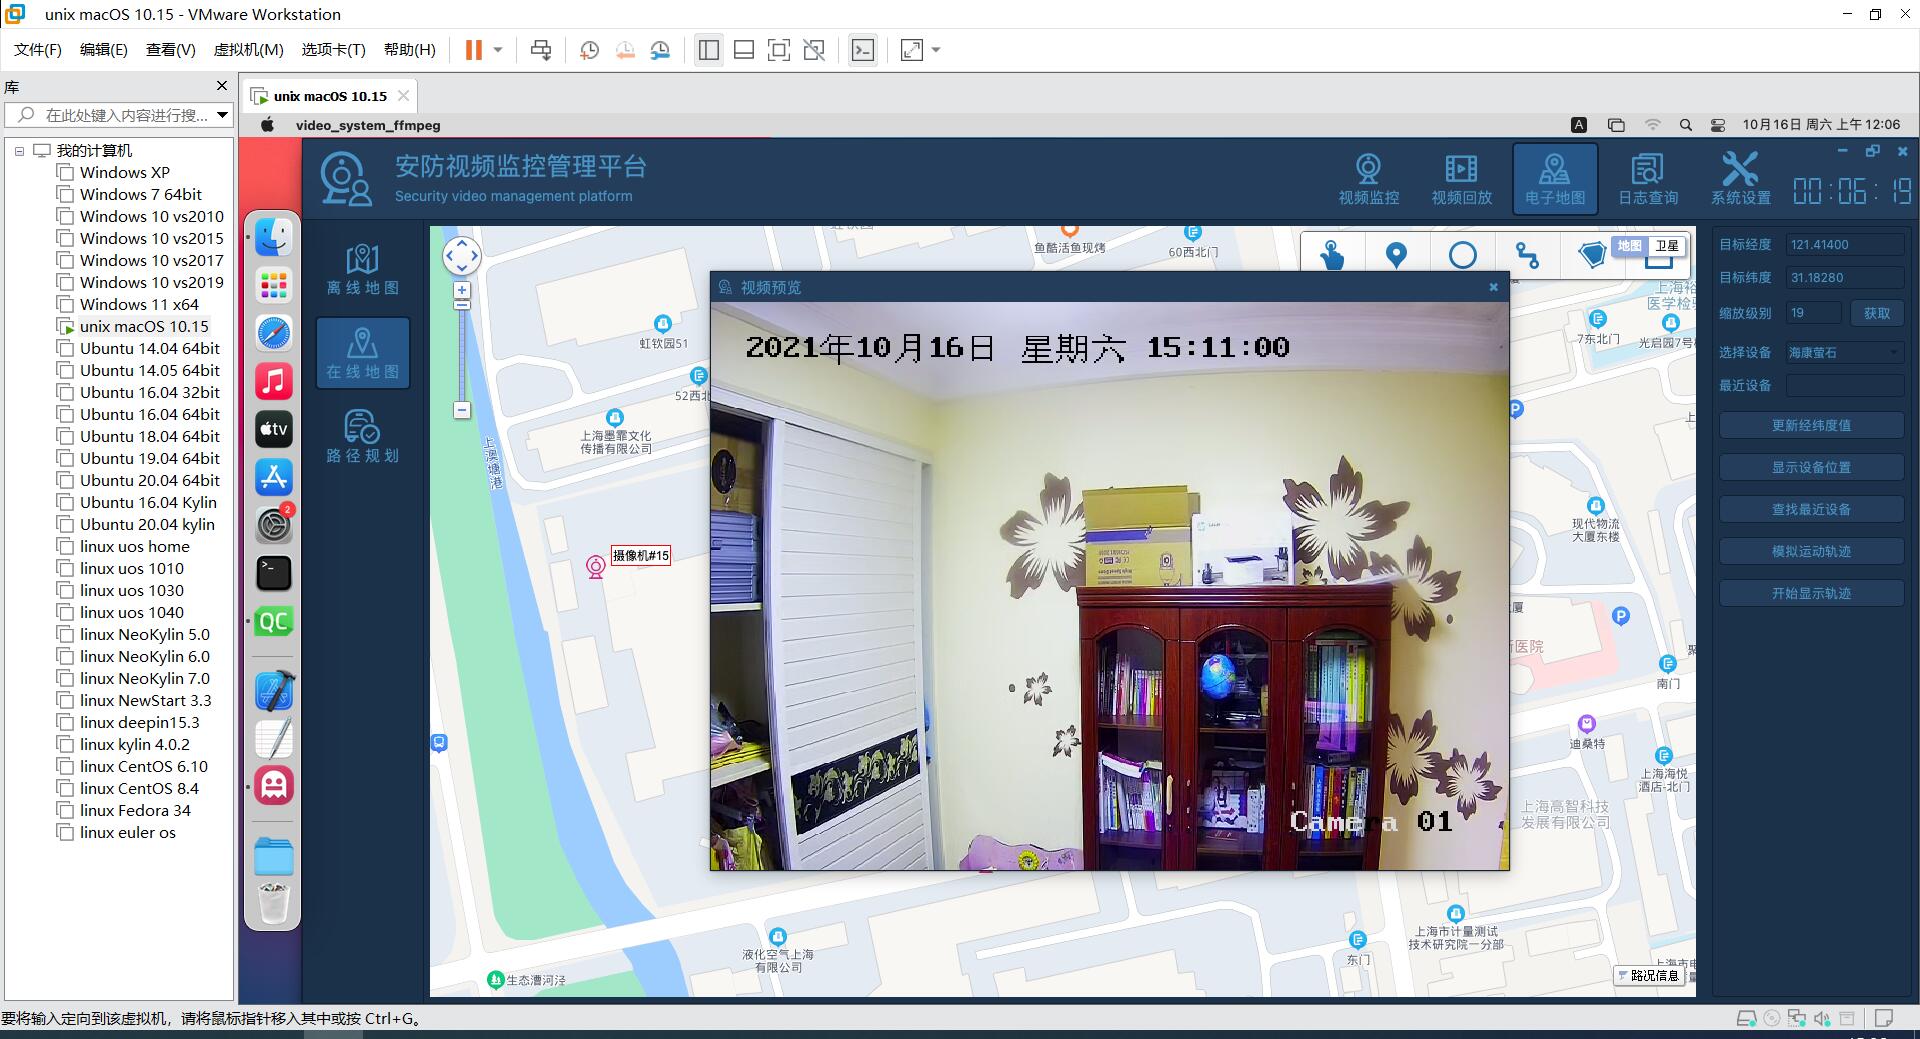 unix macOS 10.15 - VMware Workstation
文件(F) 编辑(E) 查看(V) 虚拟机(M) 选项卡(T) 帮助(H)
库
在此处键入内容进行搜...
我的计算机
Windows XP
Windows 7 64bit
Windows 10 vs2010
Windows 10 vs2015
Windows 10 vs2017
Windows 10 vs2019
Windows 11 x64
unix macOS 10.15
Ubuntu 14.04 64bit
Ubuntu 14.05 64bit
Ubuntu 16.04 32bit
Ubuntu 16.04 64bit
Ubuntu 18.04 64bit
Ubuntu 19.04 64bit
Ubuntu 20.04 64bit
Ubuntu 16.04 Kylin
Ubuntu 20.04 kylin
linux uos home
linux uos 1010
linux uos 1030
linux uos 1040
linux NeoKylin 5.0
linux NeoKylin 6.0
linux NeoKylin 7.0
linux NewStart 3.3
linux deepin15.3
linux kylin 4.0.2
linux CentOS 6.10
linux CentOS 8.4
linux Fedora 34
linux euler os
unix macOS 10.15
video_system_ffmpeg
A
10月16日 周六 上午 12:06
安防视频监控管理平台
Security video management platform
视频监控
视频回放
电子地图
日志查询
系统设置
00:06:19
tv
2
QC
离线地图
在线地图
路径规划
鱼酷活鱼现烤
60西北门
地图
卫星
虹钦园51
52西北
上海墨霏文化
传播有限公司
上澳塘港
摄像机#15
视频预览
2021年10月16日 星期六 15:11:00
Camera 01
7东北门
光启园7号
医学检验
现代物流
大厦东楼
南门
迪桑特
上海海悦
酒店-北门
上海高智科技
发展有限公司
液化空气上海
有限公司
生态漕河泾
东门
上海市计量测试
技术研究院一分部
路况信息
目标经度 121.41400
目标纬度 31.18280
缩放级别 19 获取
选择设备 海康萤石
最近设备
更新经纬度值
显示设备位置
查找最近设备
模拟运动轨迹
开始显示轨迹
要将输入定向到该虚拟机，请将鼠标指针移入其中或按 Ctrl+G。